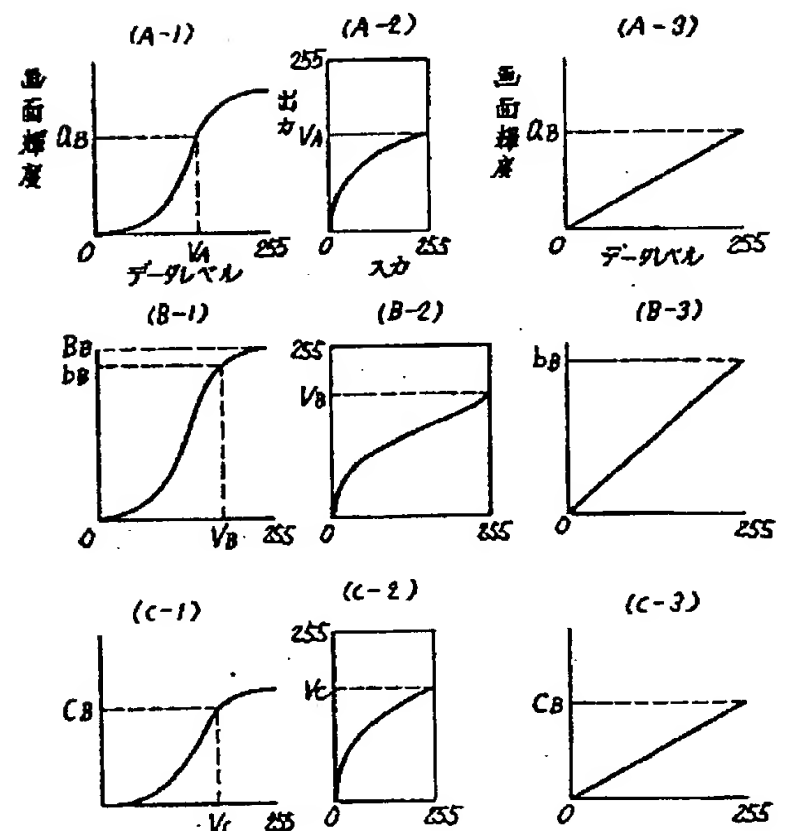 (A-1)
(A-2)
(A-3)
画面輝度
aB
0
VA
255
データレベル
255
出力
VA
0
255
入力
画面輝度
aB
0
255
データレベル
(B-1)
(B-2)
(B-3)
BB
bB
0
VB
255
255
VB
0
255
bB
0
255
(C-1)
(C-2)
(C-3)
CB
Vc
255
255
Vc
0
255
CB
0
255